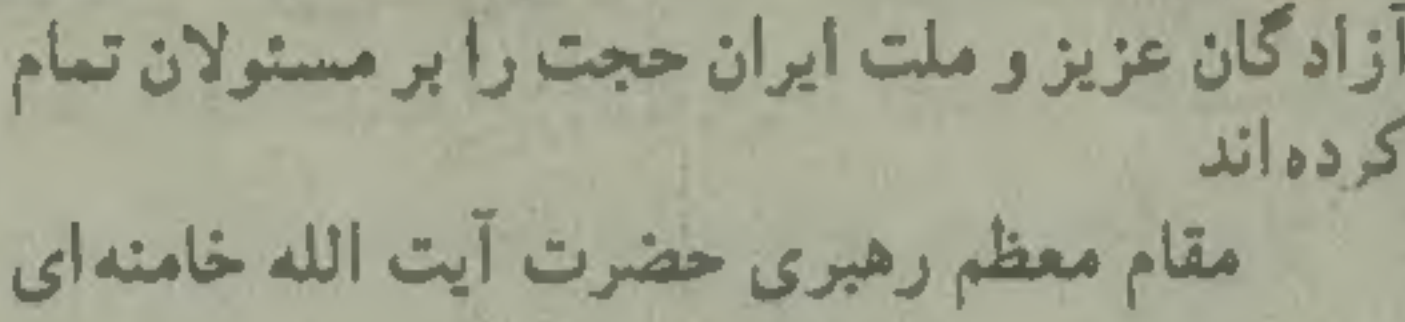 آزادگان عزیز و ملت ایران حجت را بر مسئولان تمام
کرده‌اند
مقام معظم رهبری حضرت آیت الله خامنه‌ای